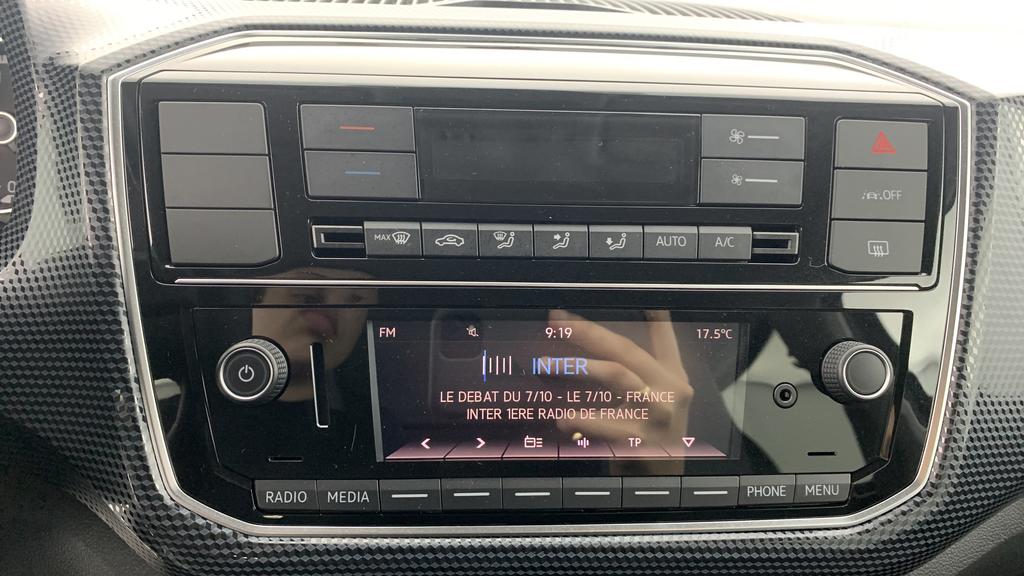 OFF
MAX
AUTO
A/C
FM 9:19 17.5°C
INTER
LE DEBAT DU 7/10 - LE 7/10 - FRANCE
INTER 1ERE RADIO DE FRANCE
TP
RADIO MEDIA PHONE MENU